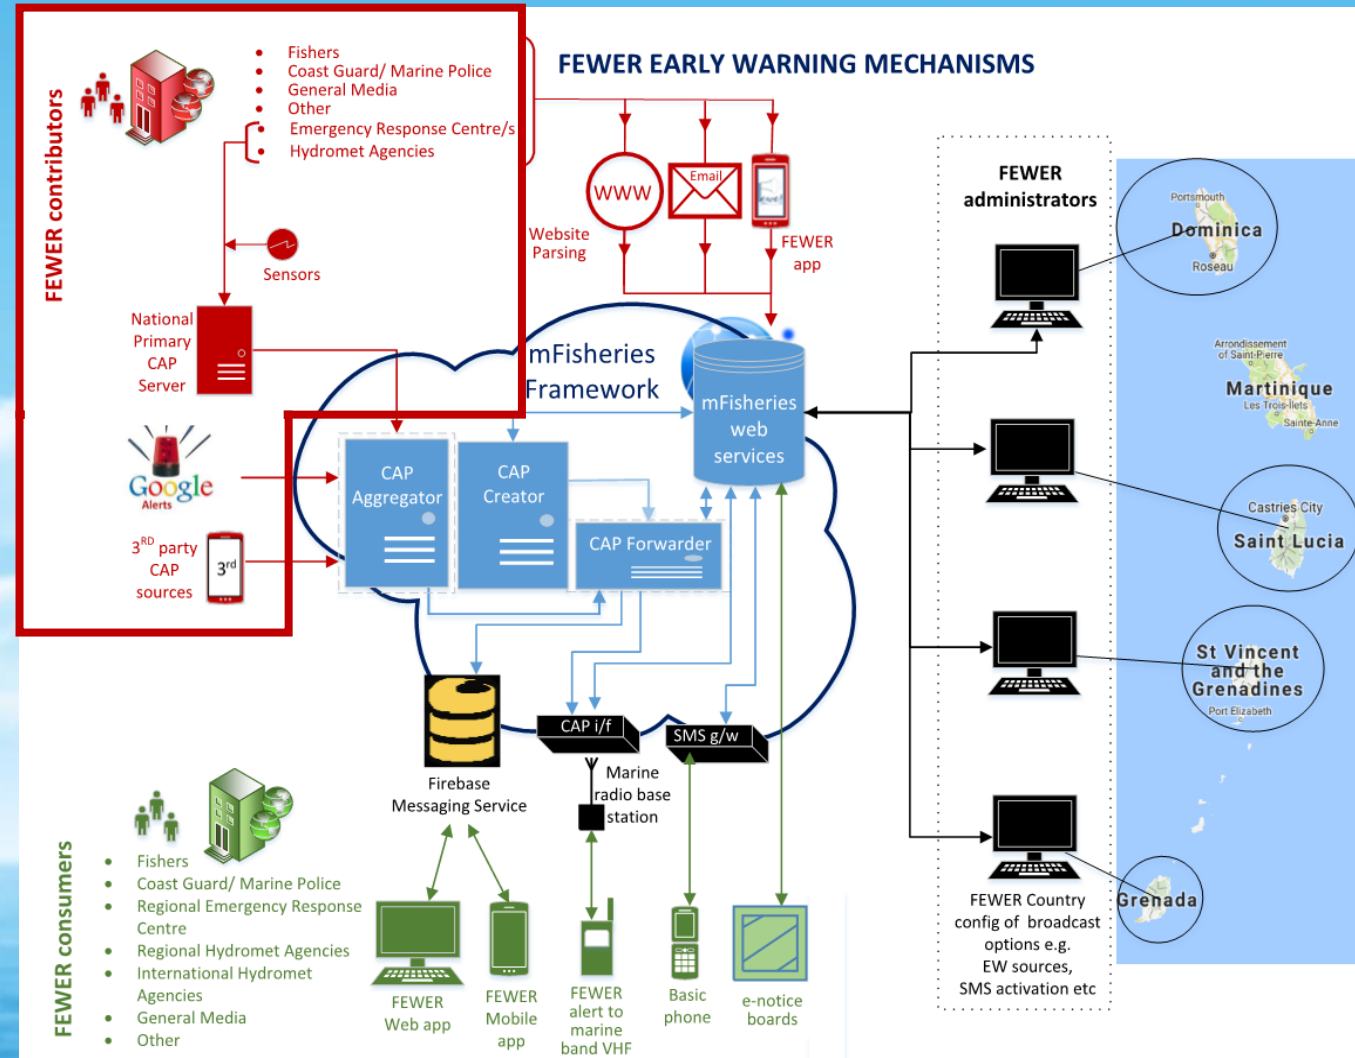 FEWER EARLY WARNING MECHANISMS
FEWER contributors
• Fishers
• Coast Guard/ Marine Police
• General Media
• Other
• Emergency Response Centre/s
• Hydromet Agencies
Sensors
National
Primary
CAP
Server
Google
Alerts
3RD party
CAP
sources
3rd
WWW
Email
Website
Parsing
FEWER
app
mFisheries
Framework
mFisheries
web
services
CAP
Aggregator
CAP
Creator
CAP Forwarder
Firebase
Messaging Service
CAP i/f
SMS g/w
Marine
radio base
station
FEWER
administrators
FEWER Country
config of broadcast
options e.g.
EW sources,
SMS activation etc
Portsmouth
Dominica
Roseau
Arrondissement
of Saint-Pierre
Martinique
Les Trois-Îlets
Sainte-Anne
Castries City
Saint Lucia
St Vincent
and the
Grenadines
Port Elizabeth
Grenada
FEWER consumers
• Fishers
• Coast Guard/ Marine Police
• Regional Emergency Response
Centre
• Regional Hydromet Agencies
• International Hydromet
Agencies
• General Media
• Other
FEWER
Web app
FEWER
Mobile
app
FEWER
alert to
marine
band VHF
Basic
phone
e-notice
boards